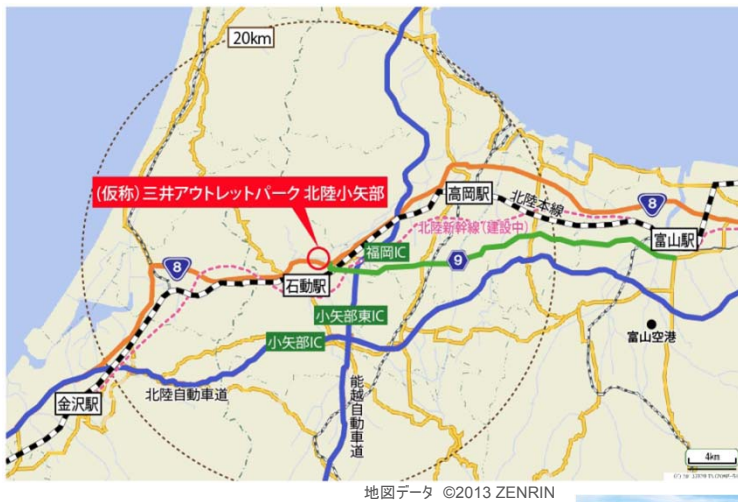 20km
(仮称)三井アウトレットパーク 北陸小矢部
高岡駅
北陸本線
8
北陸新幹線(建設中)
富山駅
福岡IC
9
8
石動駅
小矢部東IC
小矢部IC
富山空港
北陸自動車道
能越自動車道
金沢駅
4km
地図データ ©2013 ZENRIN